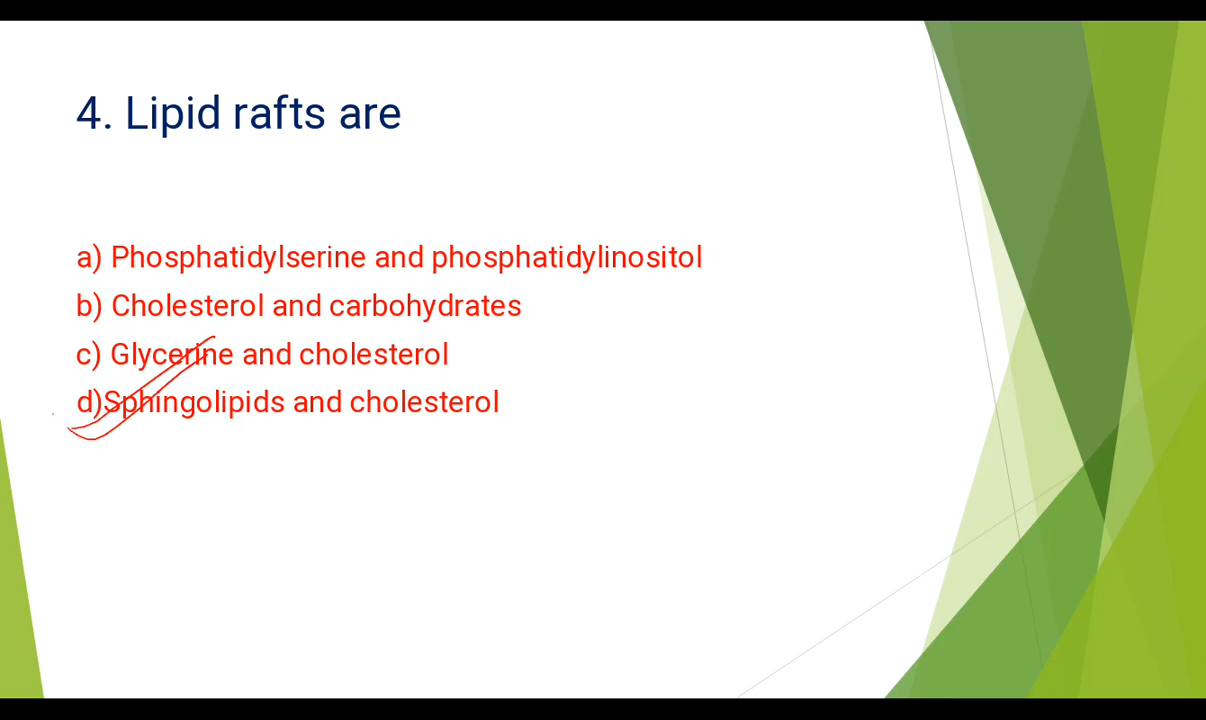 4. Lipid rafts are
a) Phosphatidylserine and phosphatidylinositol
b) Cholesterol and carbohydrates
c) Glycerine and cholesterol
d)Sphingolipids and cholesterol